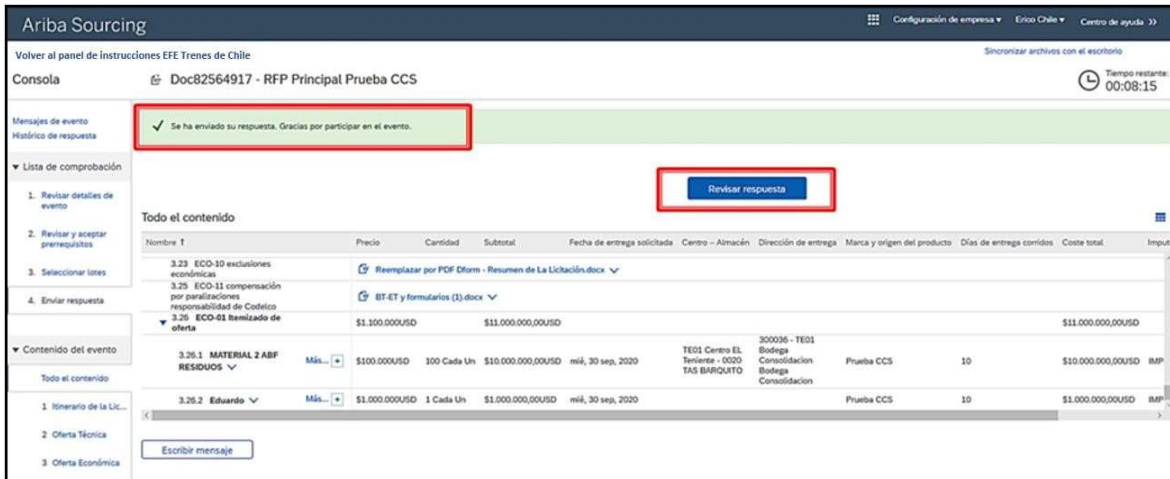 Ariba Sourcing
Configuración de empresa ▾ Erico Chile ▾ Centro de ayuda >>
Volver al panel de instrucciones EFE Trenes de Chile
Sincronizar archivos con el escritorio
Consola
Doc82564917 - RFP Principal Prueba CCS
Tiempo restante:
00:08:15
Mensajes de evento
Histórico de respuesta
✓ Se ha enviado su respuesta. Gracias por participar en el evento.
▼ Lista de comprobación
1. Revisar detalles de
evento
2. Revisar y aceptar
prerrequisitos
3. Seleccionar lotes
4. Enviar respuesta
▼ Contenido del evento
Todo el contenido
1 Itinerario de la Lic...
2 Oferta Técnica
3 Oferta Económica
Revisar respuesta
Todo el contenido
Nombre ↑ Precio Cantidad Subtotal Fecha de entrega solicitada Centro – Almacén Dirección de entrega Marca y origen del producto Días de entrega corridos Coste total Imput
3.23 ECO-10 exclusiones
económicas
Reemplazar por PDF Dform - Resumen de La Licitación.docx
3.25 ECO-11 compensación
por paralizaciones
responsabilidad de Codelco
BT-ET y formularios (1).docx
▼ 3.26 ECO-01 Itemizado de
oferta
$1.100.000USD $11.000.000,00USD $11.000.000,00USD
3.26.1 MATERIAL 2 ABF
RESIDUOS
Más... + $100.000USD 100 Cada Un $10.000.000,00USD mié, 30 sep, 2020
TE01 Centro EL
Teniente - 0020
TAS BARQUITO
300036 - TE01
Bodega
Consolidacion
Bodega
Consolidacion
Prueba CCS 10 $10.000.000,00USD IMP
3.26.2 Eduardo Más... + $1.000.000USD 1 Cada Un $1.000.000,00USD mié, 30 sep, 2020 Prueba CCS 10 $1.000.000,00USD IMP
Escribir mensaje